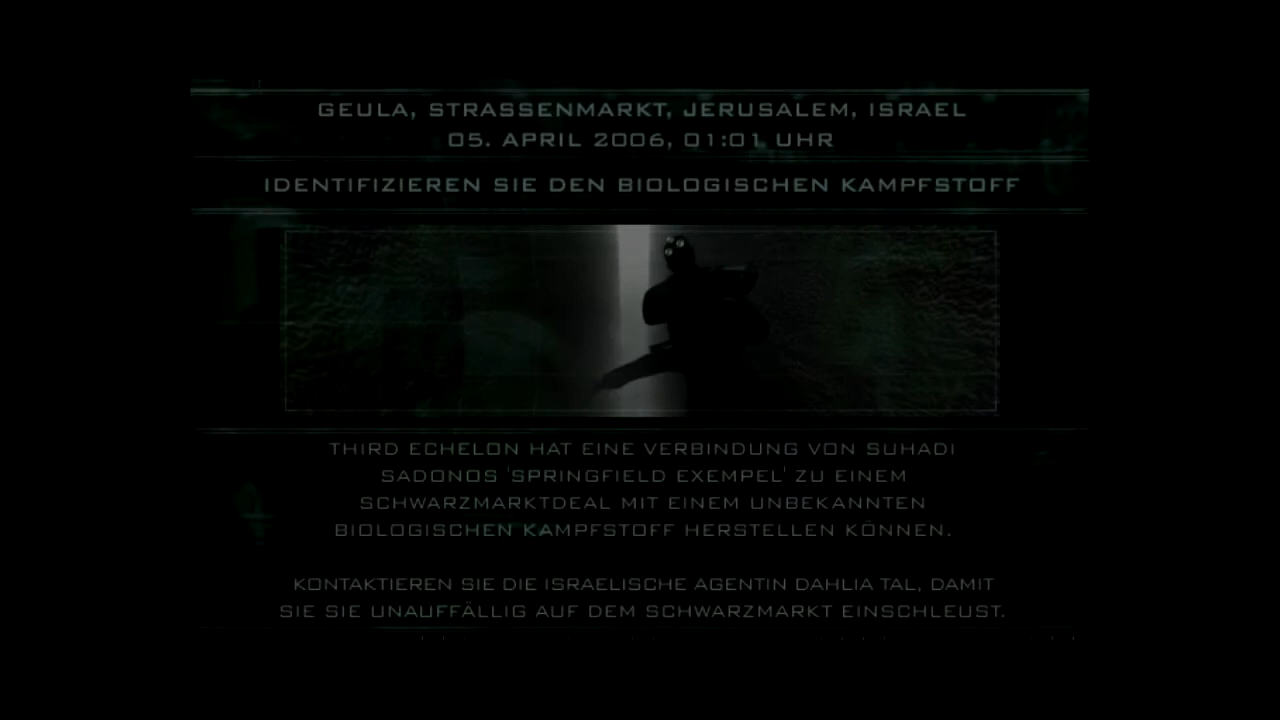 GEULA, STRASSENMARKT, JERUSALEM, ISRAEL
05. APRIL 2006, 01:01 UHR
IDENTIFIZIEREN SIE DEN BIOLOGISCHEN KAMPFSTOFF
THIRD ECHELON HAT EINE VERBINDUNG VON SUHADI
SADONOS 'SPRINGFIELD EXEMPEL' ZU EINEM
SCHWARZMARKTDEAL MIT EINEM UNBEKANNTEN
BIOLOGISCHEN KAMPFSTOFF HERSTELLEN KÖNNEN.
KONTAKTIEREN SIE DIE ISRAELISCHE AGENTIN DAHLIA TAL, DAMIT
SIE SIE UNAUFFÄLLIG AUF DEM SCHWARZMARKT EINSCHLEUST.